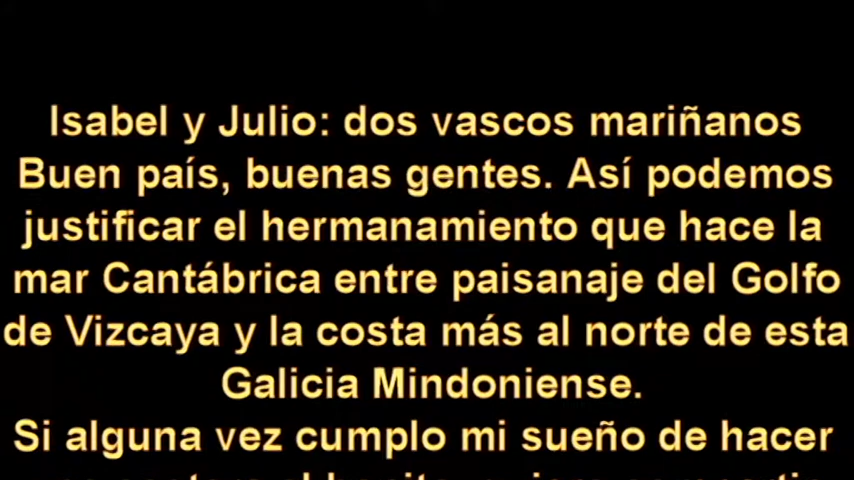 Isabel y Julio: dos vascos mariñanos
Buen país, buenas gentes. Así podemos
justificar el hermanamiento que hace la
mar Cantábrica entre paisanaje del Golfo
de Vizcaya y la costa más al norte de esta
Galicia Mindoniense.
Si alguna vez cumplo mi sueño de hacer